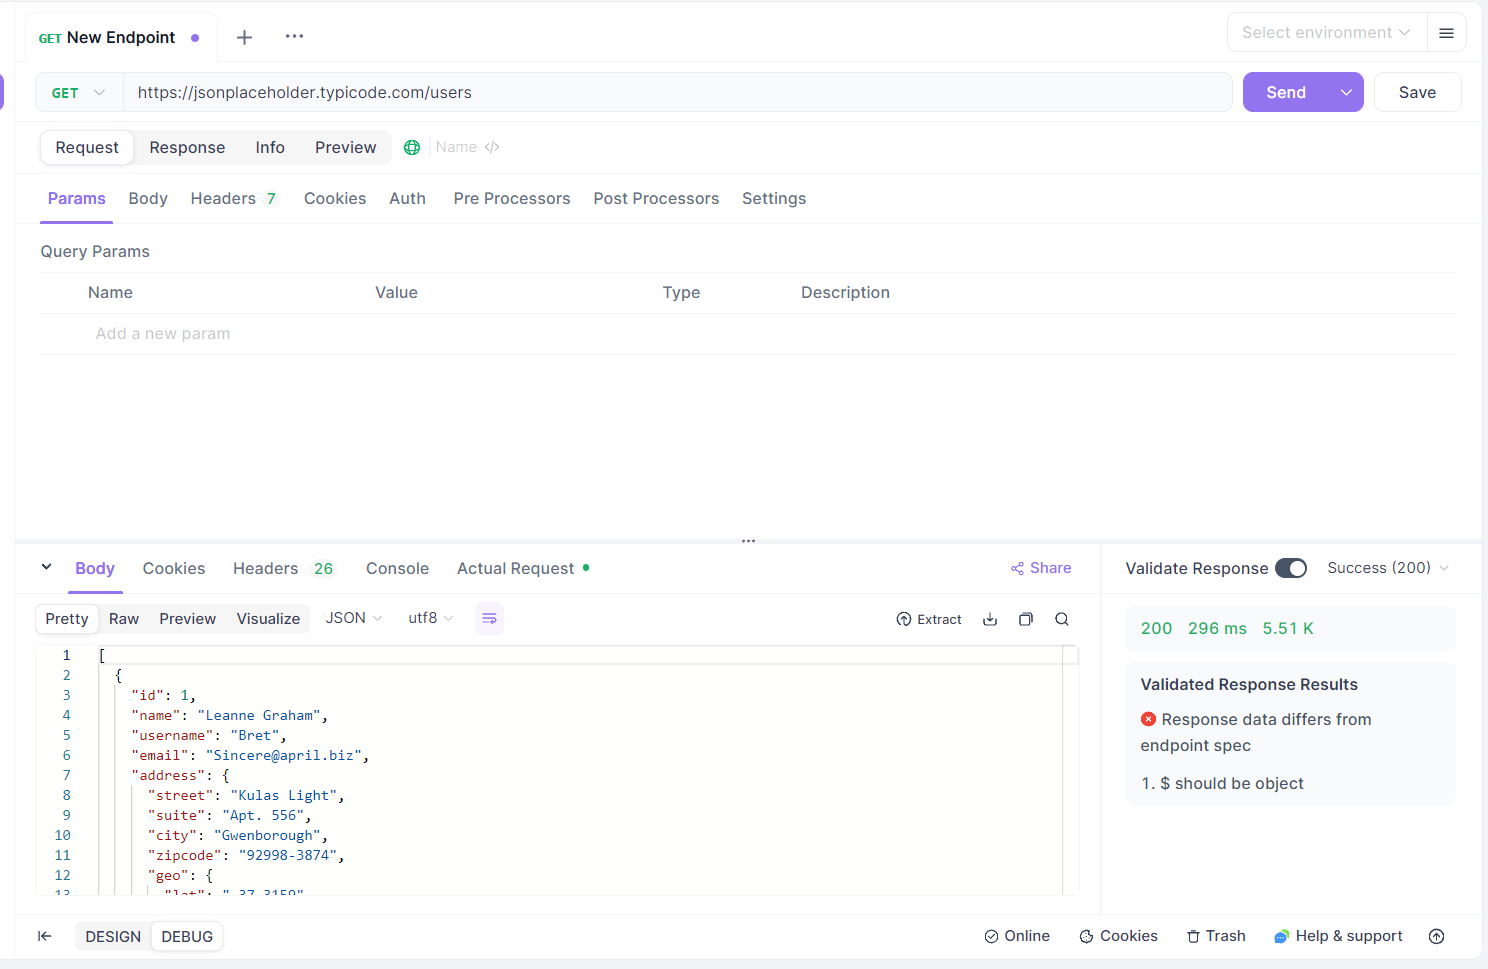 GET New Endpoint
Select environment
GET https://jsonplaceholder.typicode.com/users Send Save
Request Response Info Preview Name </>
Params Body Headers 7 Cookies Auth Pre Processors Post Processors Settings
Query Params
Name Value Type Description
Add a new param
Body Cookies Headers 26 Console Actual Request Share
Pretty Raw Preview Visualize JSON utf8 Extract
1 [
2 {
3 "id": 1,
4 "name": "Leanne Graham",
5 "username": "Bret",
6 "email": "Sincere@april.biz",
7 "address": {
8 "street": "Kulas Light",
9 "suite": "Apt. 556",
10 "city": "Gwenborough",
11 "zipcode": "92998-3874",
12 "geo": {
13 "lat": "-37.3159"
Validate Response Success (200)
200 296 ms 5.51 K
Validated Response Results
Response data differs from
endpoint spec
1. $ should be object
DESIGN DEBUG Online Cookies Trash Help & support